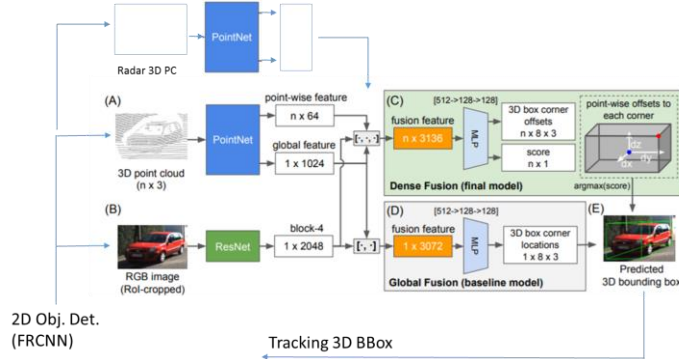 PointNet
Radar 3D PC
(A)
3D point cloud
(n x 3)
PointNet
point-wise feature
n x 64
global feature
1 x 1024
[·, ·, ·]
(C)
[512->128->128]
fusion feature
n x 3136
MLP
3D box corner
offsets
n x 8 x 3
score
n x 1
Dense Fusion (final model)
point-wise offsets to
each corner
dz
dy
dx
argmax(score)
(B)
RGB image
(RoI-cropped)
ResNet
block-4
1 x 2048
[·, ·]
(D)
[512->128->128]
fusion feature
1 x 3072
MLP
3D box corner
locations
1 x 8 x 3
Global Fusion (baseline model)
(E)
Predicted
3D bounding box
2D Obj. Det.
(FRCNN)
Tracking 3D BBox